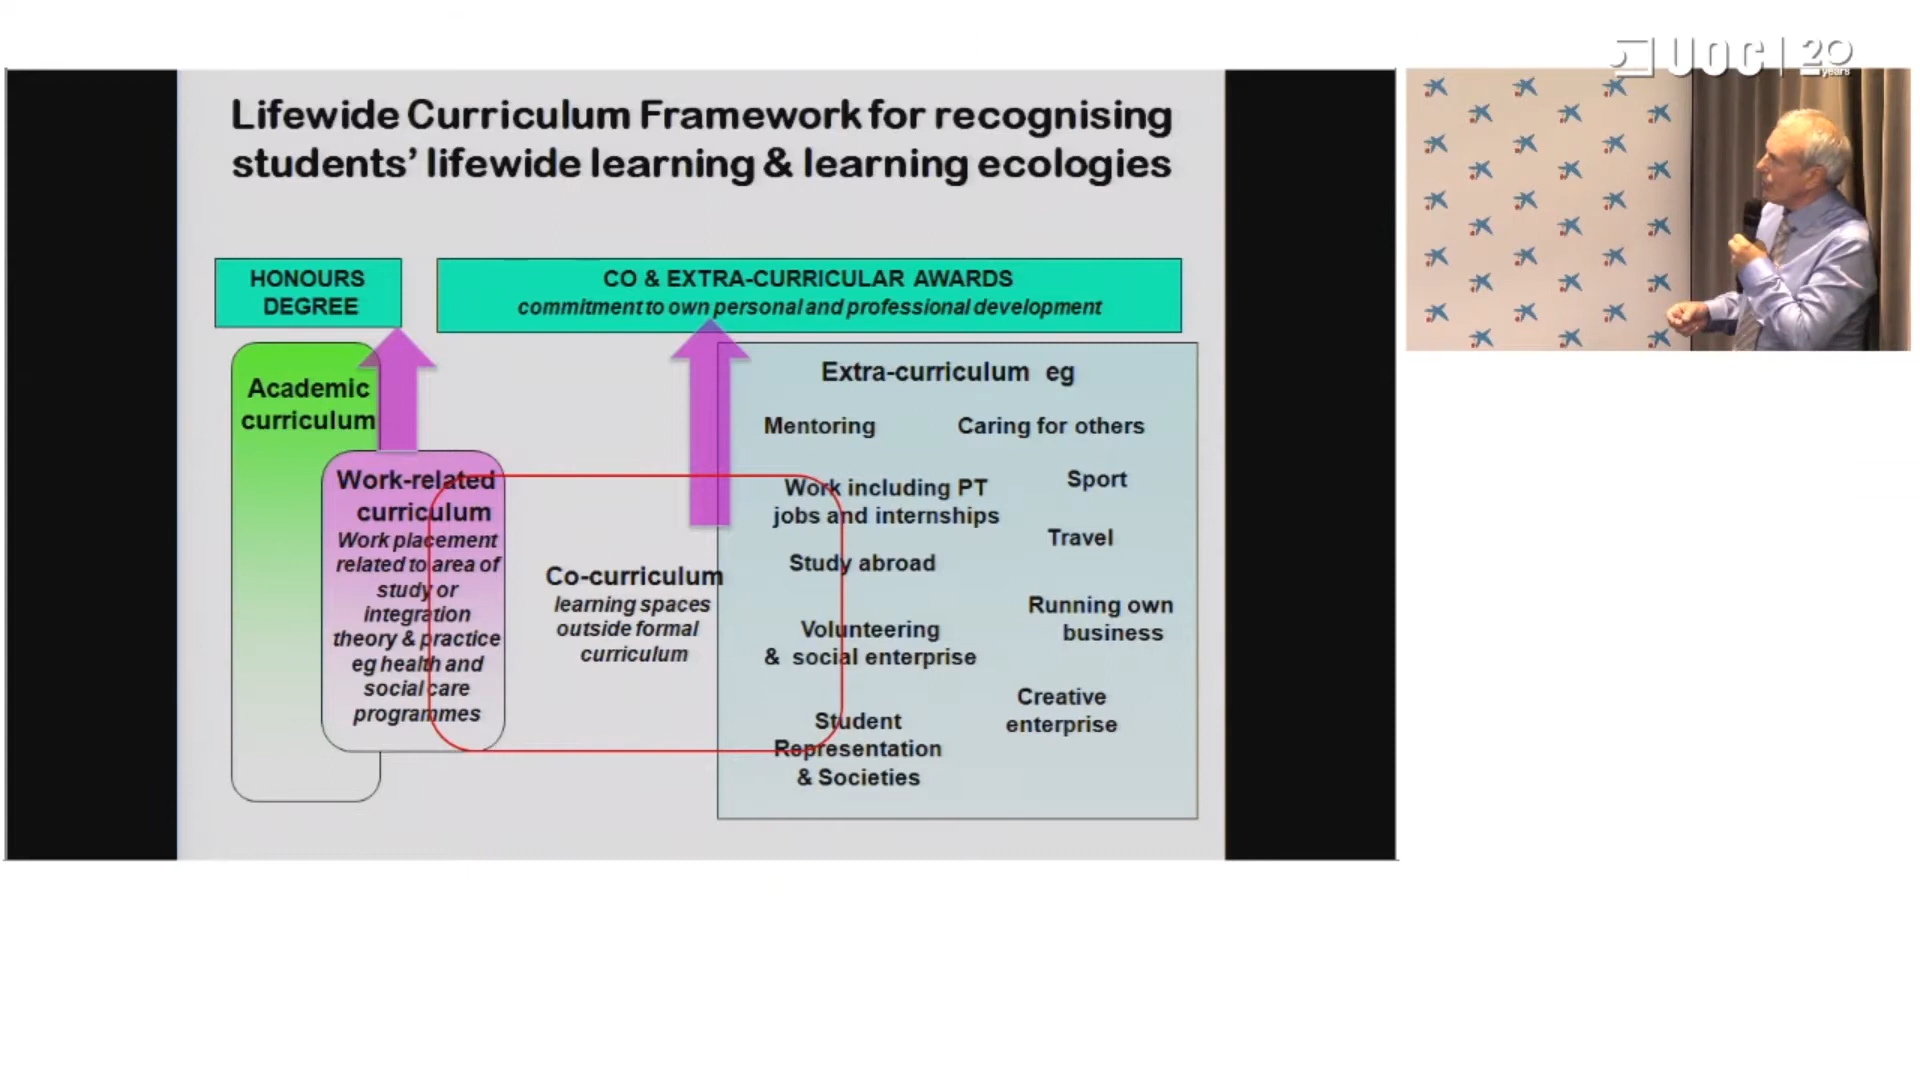 UOC | 20
years
Lifewide Curriculum Framework for recognising
students’ lifewide learning & learning ecologies
HONOURS
DEGREE
CO & EXTRA-CURRICULAR AWARDS
commitment to own personal and professional development
Academic
curriculum
Work-related
curriculum
Work placement
related to area of
study or
integration
theory & practice
eg health and
social care
programmes
Co-curriculum
learning spaces
outside formal
curriculum
Extra-curriculum eg
Mentoring
Caring for others
Work including PT
jobs and internships
Sport
Travel
Study abroad
Running own
business
Volunteering
& social enterprise
Creative
enterprise
Student
Representation
& Societies